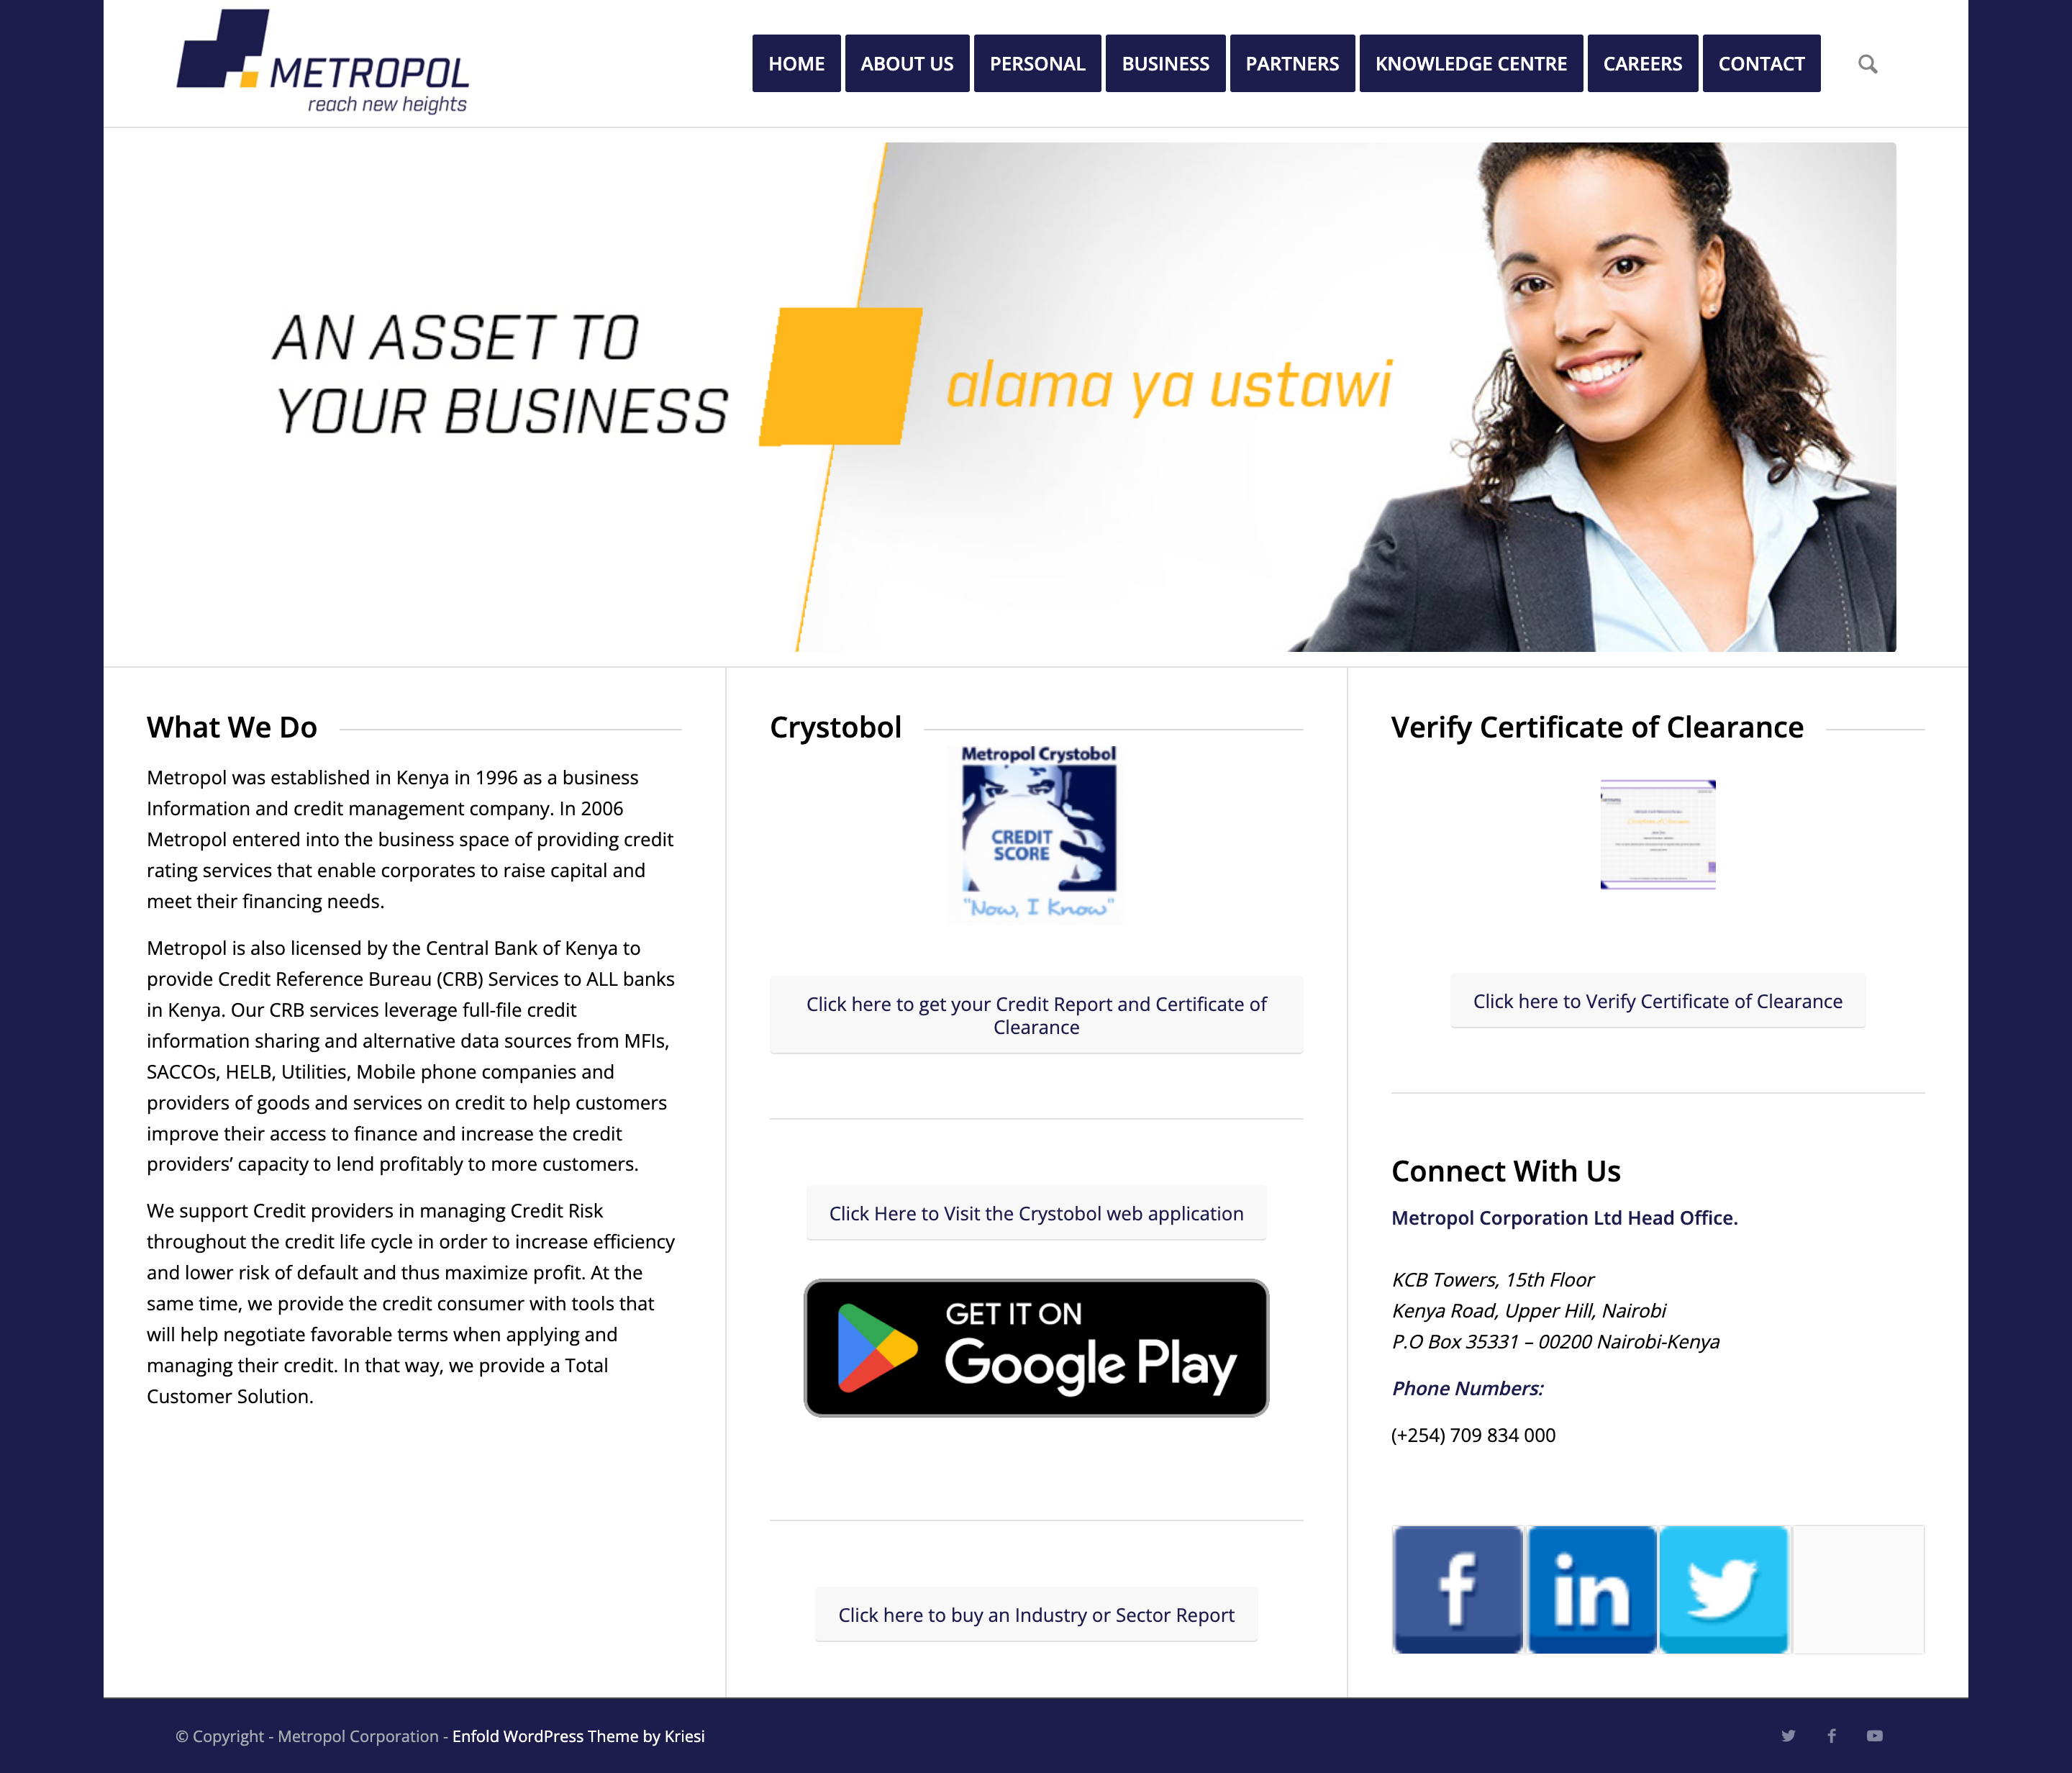 METROPOL
reach new heights
HOME
ABOUT US
PERSONAL
BUSINESS
PARTNERS
KNOWLEDGE CENTRE
CAREERS
CONTACT
AN ASSET TO
YOUR BUSINESS
alama ya ustawi
What We Do
Metropol was established in Kenya in 1996 as a business
Information and credit management company. In 2006
Metropol entered into the business space of providing credit
rating services that enable corporates to raise capital and
meet their financing needs.
Metropol is also licensed by the Central Bank of Kenya to
provide Credit Reference Bureau (CRB) Services to ALL banks
in Kenya. Our CRB services leverage full-file credit
information sharing and alternative data sources from MFIs,
SACCOs, HELB, Utilities, Mobile phone companies and
providers of goods and services on credit to help customers
improve their access to finance and increase the credit
providers’ capacity to lend profitably to more customers.
We support Credit providers in managing Credit Risk
throughout the credit life cycle in order to increase efficiency
and lower risk of default and thus maximize profit. At the
same time, we provide the credit consumer with tools that
will help negotiate favorable terms when applying and
managing their credit. In that way, we provide a Total
Customer Solution.
Crystobol
Metropol Crystobol
CREDIT
SCORE
"Now, I Know"
Click here to get your Credit Report and Certificate of
Clearance
Click Here to Visit the Crystobol web application
GET IT ON
Google Play
Click here to buy an Industry or Sector Report
Verify Certificate of Clearance
Click here to Verify Certificate of Clearance
Connect With Us
Metropol Corporation Ltd Head Office.
KCB Towers, 15th Floor
Kenya Road, Upper Hill, Nairobi
P.O Box 35331 – 00200 Nairobi-Kenya
Phone Numbers:
(+254) 709 834 000
© Copyright - Metropol Corporation - Enfold WordPress Theme by Kriesi